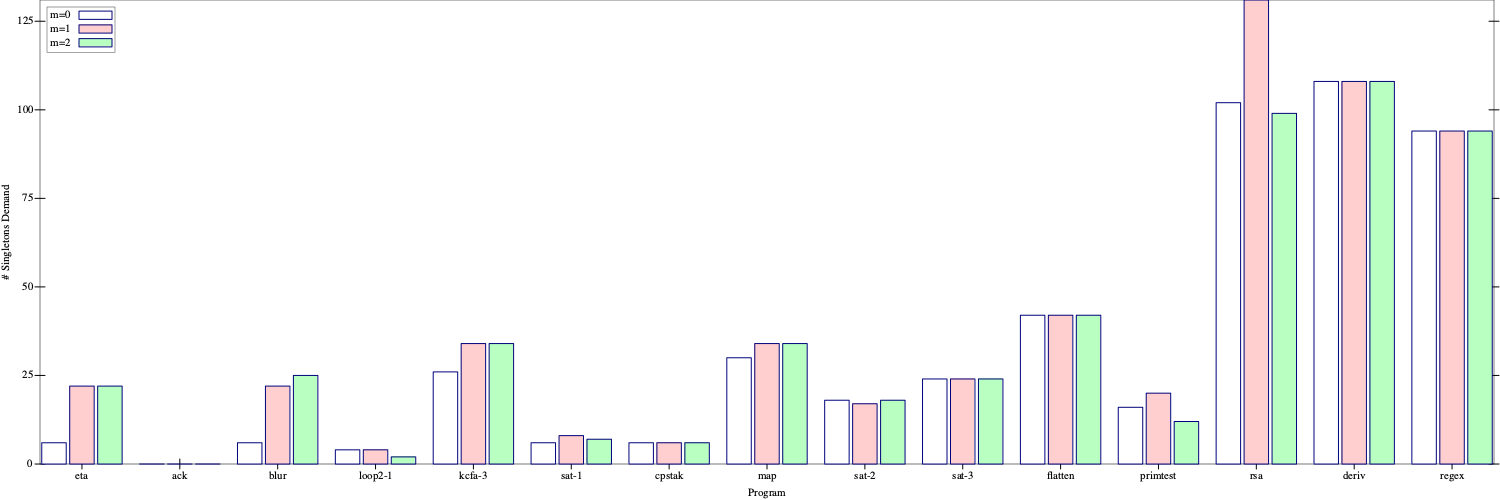 m=0
m=1
m=2
125
100
75
50
25
0
# Singletons Demand
eta ack blur loop2-1 kcfa-3 sat-1 cpstak map sat-2 sat-3 flatten primtest rsa deriv regex
Program